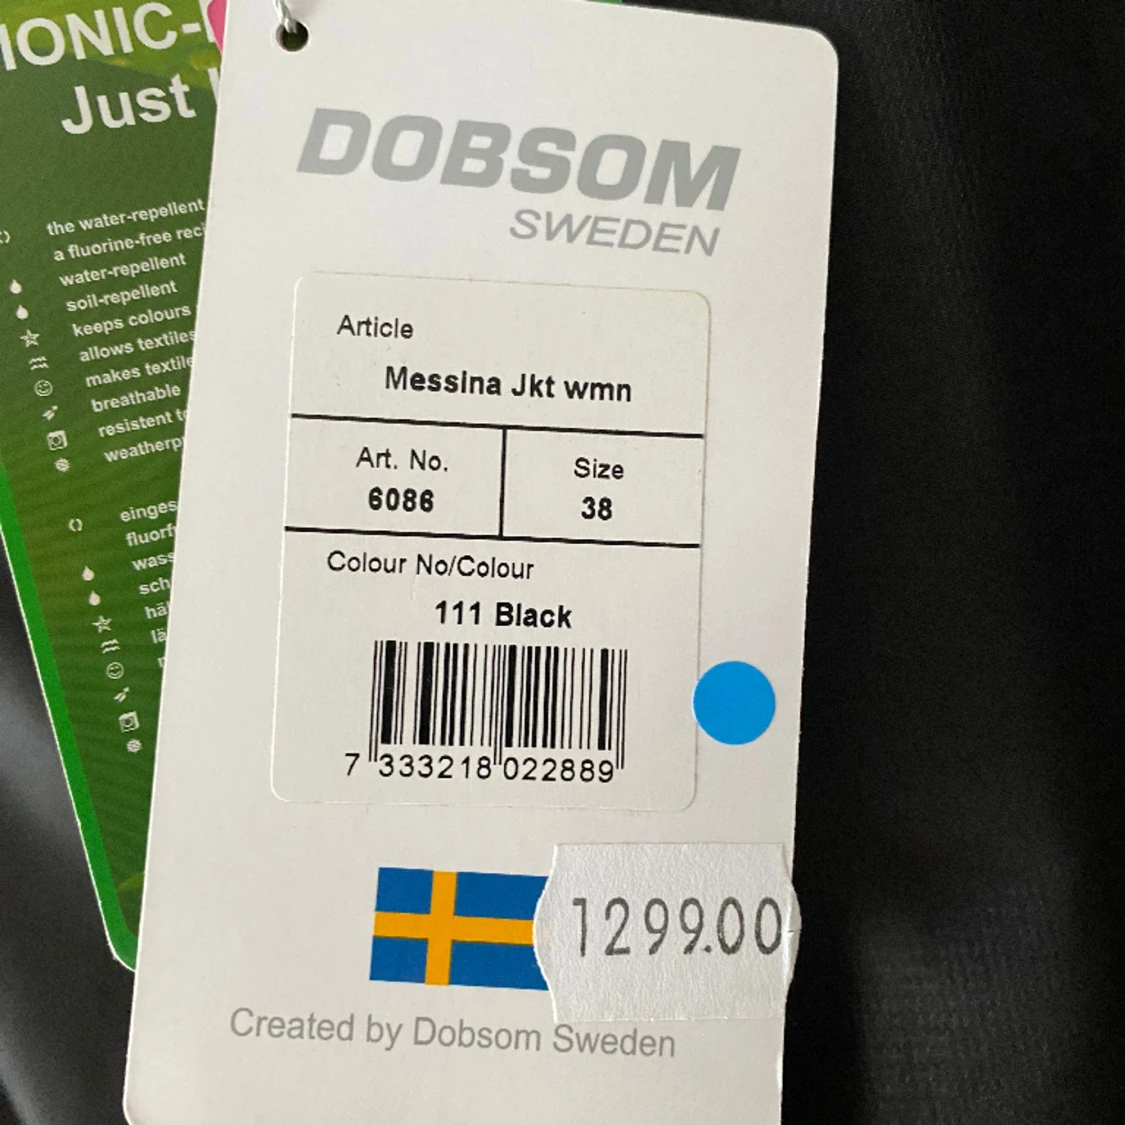 Just
the water-repellent
a fluorine-free
water-repellent
soil-repellent
keeps colours
allows textiles
makes
breathable
resistent
DOBSOM
SWEDEN
Article
Messina Jkt wmn
Art. No.
6086
Size
38
Colour No/Colour
111 Black
7 333218 022889
1299.00
Created by Dobsom Sweden